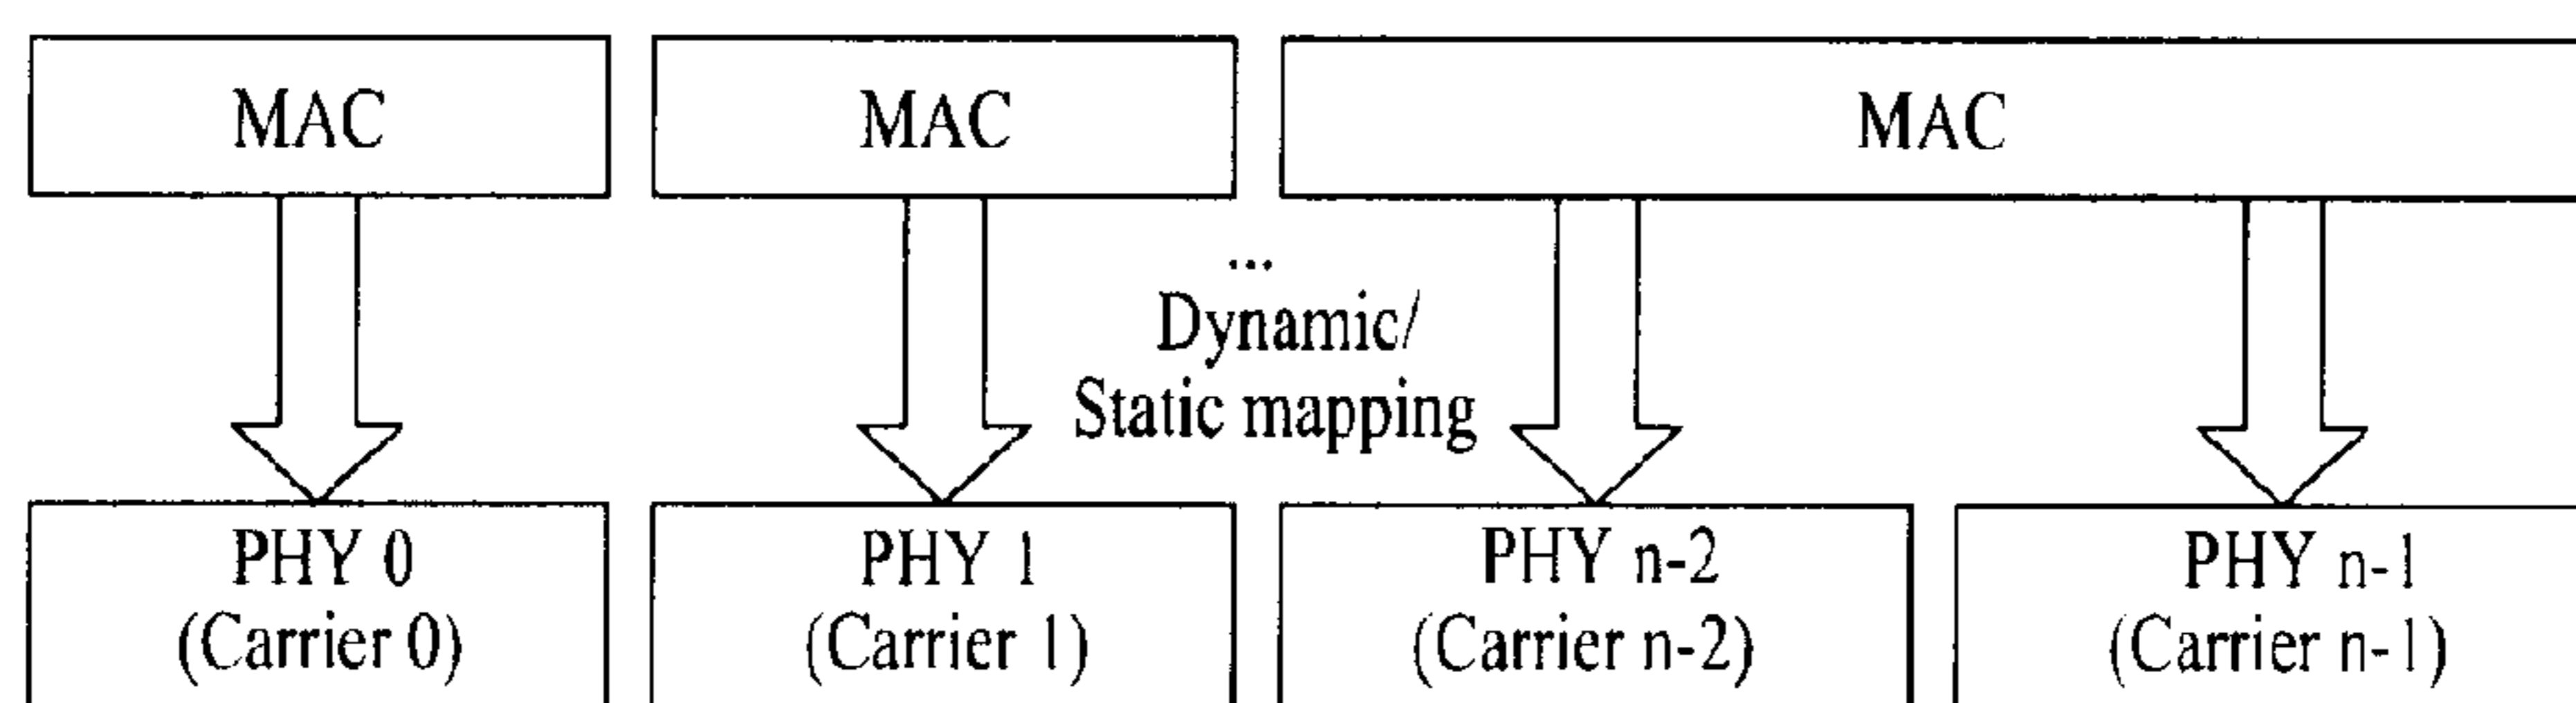 MAC
MAC
MAC
...
Dynamic/
Static mapping
PHY 0
(Carrier 0)
PHY 1
(Carrier 1)
PHY n-2
(Carrier n-2)
PHY n-1
(Carrier n-1)